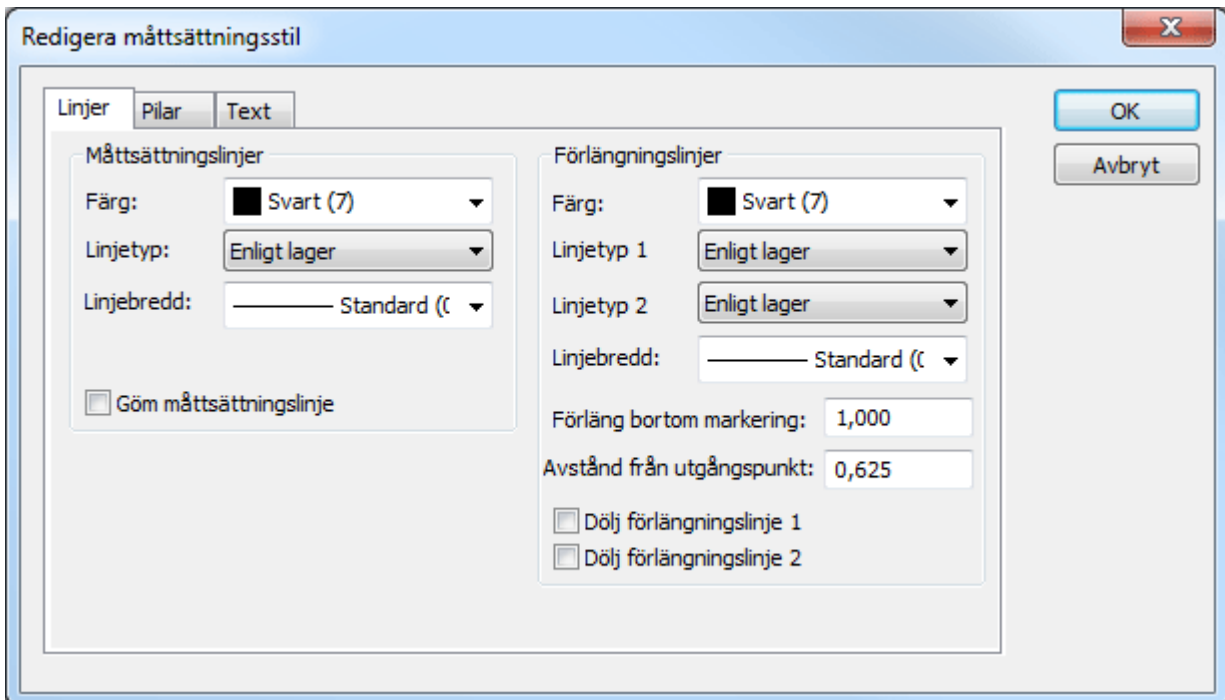 Redigera måttsättningsstil
Linjer
Pilar
Text
OK
Avbryt
Måttsättningslinjer
Färg:
Svart (7)
Linjetyp:
Enligt lager
Linjebredd:
Standard (
Göm måttsättningslinje
Förlängningslinjer
Färg:
Svart (7)
Linjetyp 1
Enligt lager
Linjetyp 2
Enligt lager
Linjebredd:
Standard (
Förläng bortom markering:
1,000
Avstånd från utgångspunkt:
0,625
Dölj förlängningslinje 1
Dölj förlängningslinje 2